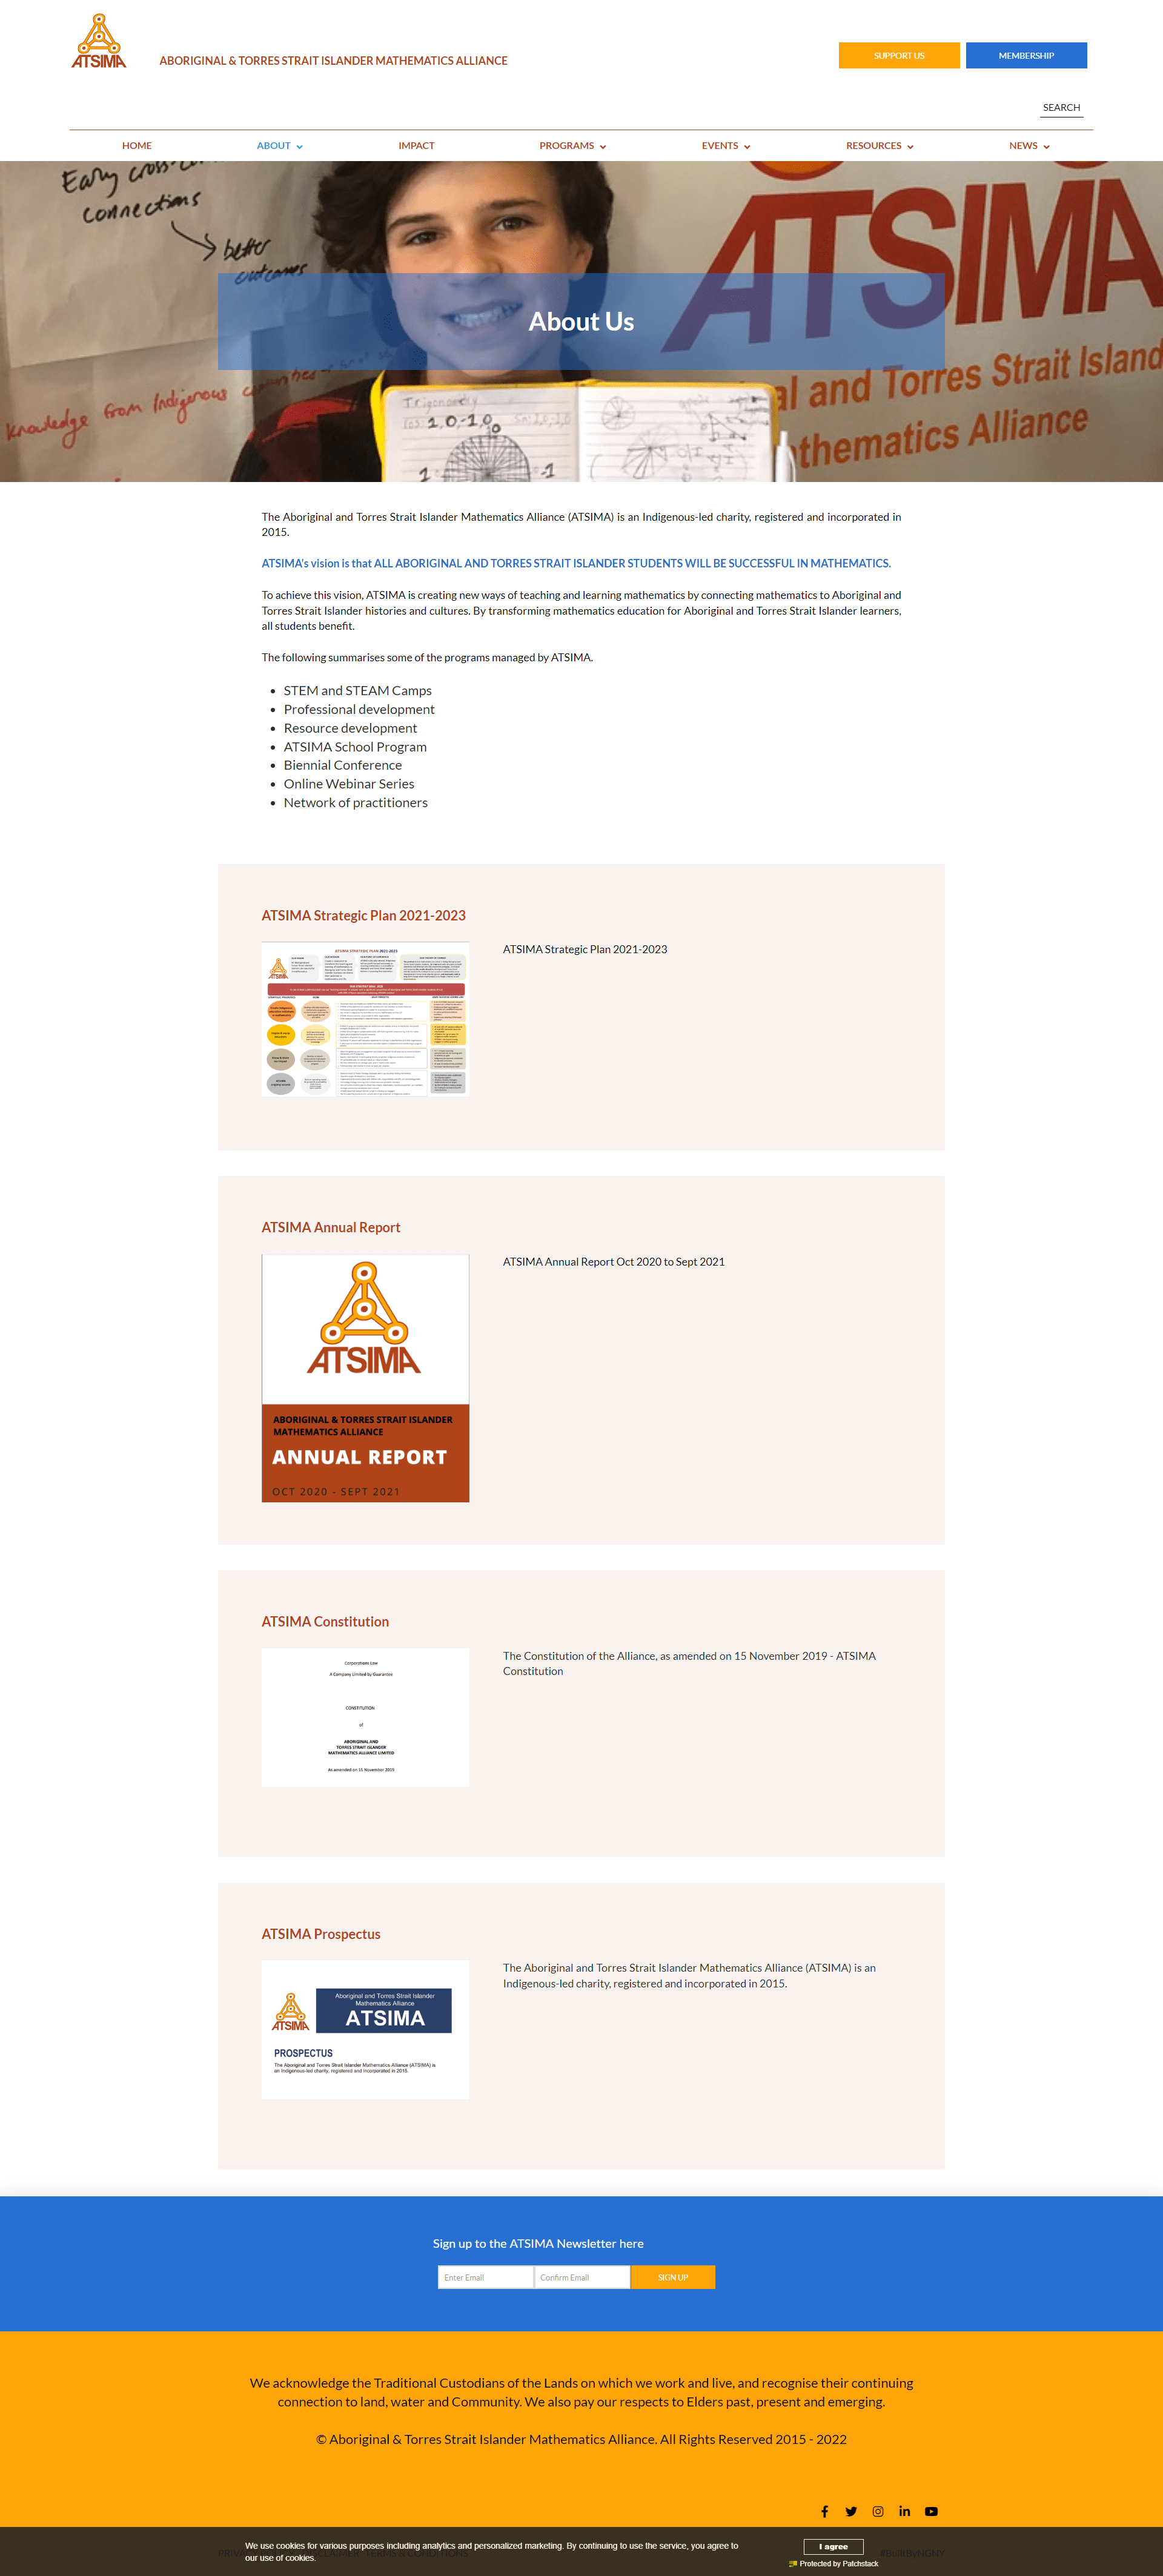 ATSIMA
ABORIGINAL & TORRES STRAIT ISLANDER MATHEMATICS ALLIANCE
SUPPORT US
MEMBERSHIP
SEARCH
HOME
ABOUT
IMPACT
PROGRAMS
EVENTS
RESOURCES
NEWS
Early cross-
connections
better
outcomes
Knowledge from Indigenous
Trigonometry
ATSIMA
al and Torres Strait Island
Mathematics Alliance
About Us
The Aboriginal and Torres Strait Islander Mathematics Alliance (ATSIMA) is an Indigenous-led charity, registered and incorporated in
2015.
ATSIMA's vision is that ALL ABORIGINAL AND TORRES STRAIT ISLANDER STUDENTS WILL BE SUCCESSFUL IN MATHEMATICS.
To achieve this vision, ATSIMA is creating new ways of teaching and learning mathematics by connecting mathematics to Aboriginal and
Torres Strait Islander histories and cultures. By transforming mathematics education for Aboriginal and Torres Strait Islander learners,
all students benefit.
The following summarises some of the programs managed by ATSIMA.
• STEM and STEAM Camps
• Professional development
• Resource development
• ATSIMA School Program
• Biennial Conference
• Online Webinar Series
• Network of practitioners
ATSIMA Strategic Plan 2021-2023
ATSIMA STRATEGIC PLAN 2021-2023
ATSIMA
ATSIMA Strategic Plan 2021-2023
ATSIMA Annual Report
ATSIMA
ABORIGINAL & TORRES STRAIT ISLANDER
MATHEMATICS ALLIANCE
ANNUAL REPORT
OCT 2020 - SEPT 2021
ATSIMA Annual Report Oct 2020 to Sept 2021
ATSIMA Constitution
Corporations Law
A Company Limited by Guarantee
CONSTITUTION
of
ABORIGINAL AND
TORRES STRAIT ISLANDER
MATHEMATICS ALLIANCE LIMITED
As amended on 15 November 2019
The Constitution of the Alliance, as amended on 15 November 2019 - ATSIMA
Constitution
ATSIMA Prospectus
ATSIMA
Aboriginal and Torres Strait Islander
Mathematics Alliance
ATSIMA
PROSPECTUS
The Aboriginal and Torres Strait Islander Mathematics Alliance (ATSIMA) is
an Indigenous-led charity, registered and incorporated in 2015.
The Aboriginal and Torres Strait Islander Mathematics Alliance (ATSIMA) is an
Indigenous-led charity, registered and incorporated in 2015.
Sign up to the ATSIMA Newsletter here
Enter Email
Confirm Email
SIGN UP
We acknowledge the Traditional Custodians of the Lands on which we work and live, and recognise their continuing
connection to land, water and Community. We also pay our respects to Elders past, present and emerging.
© Aboriginal & Torres Strait Islander Mathematics Alliance. All Rights Reserved 2015 - 2022
We use cookies for various purposes including analytics and personalized marketing. By continuing to use the service, you agree to
our use of cookies.
I agree
Protected by Patchstack